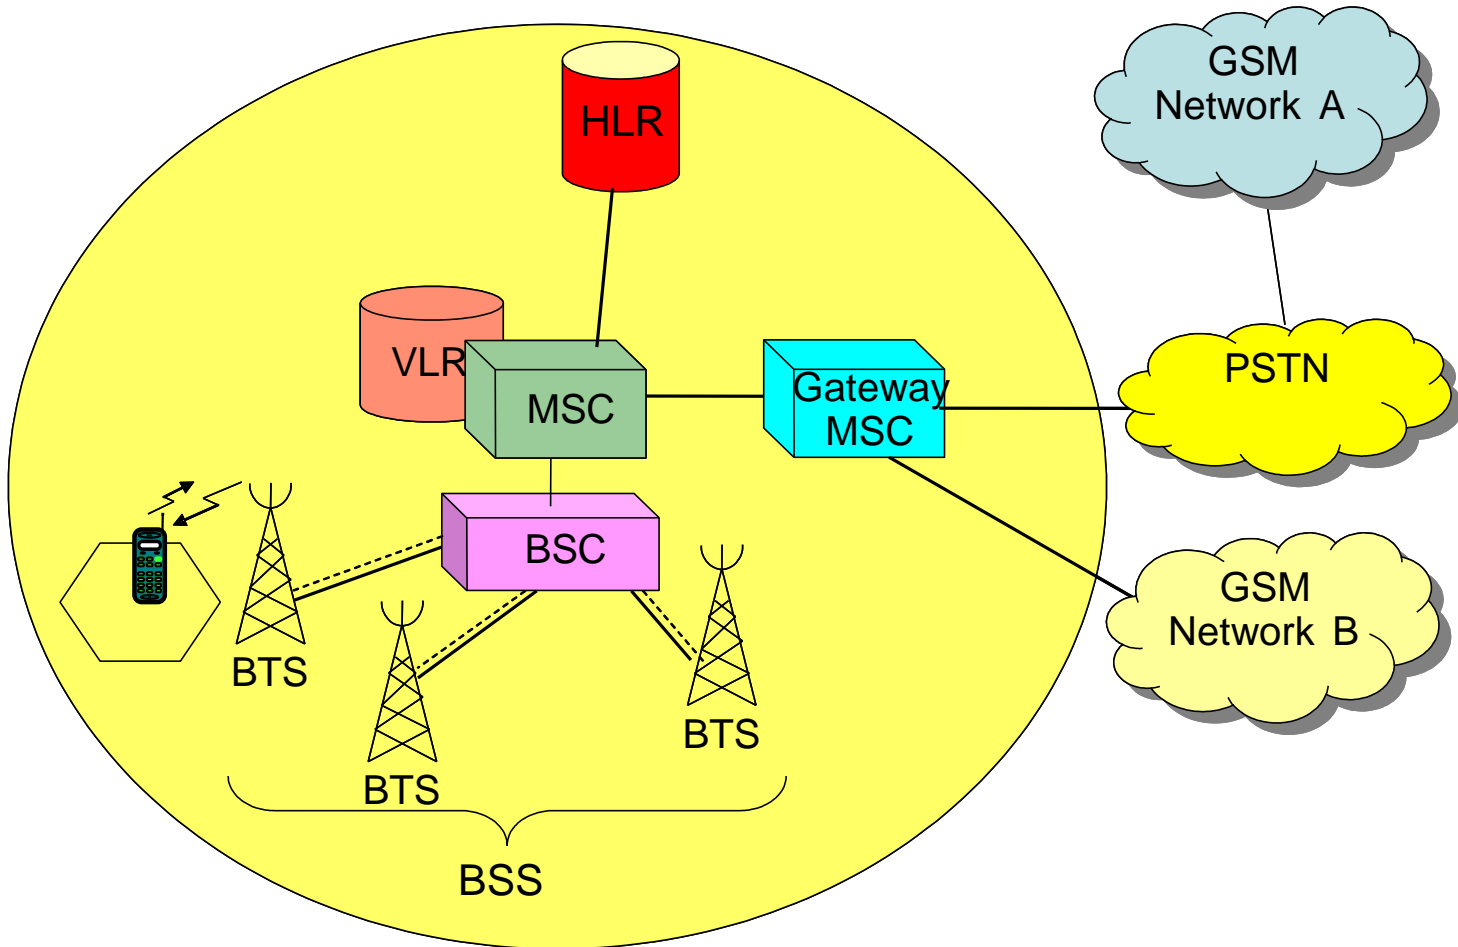 GSM
Network A
HLR
VLR
MSC
Gateway
MSC
PSTN
BSC
GSM
Network B
BTS
BTS
BTS
BSS